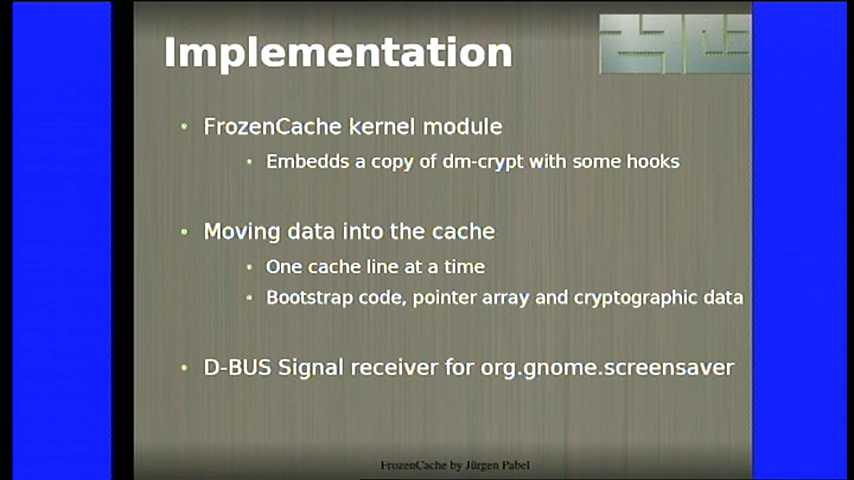 Implementation
FrozenCache kernel module
Embedds a copy of dm-crypt with some hooks
Moving data into the cache
One cache line at a time
Bootstrap code, pointer array and cryptographic data
D-BUS Signal receiver for org.gnome.screensaver
FrozenCache by Jürgen Pabel